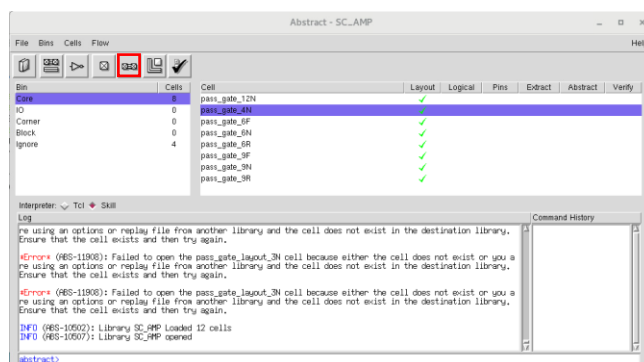 Abstract - SC_AMP
File Bins Cells Flow Hel
Bin Cells
Core 8
IO 0
Corner 0
Block 0
Ignore 4
Cell Layout Logical Pins Extract Abstract Verify
pass_gate_12N
pass_gate_4N
pass_gate_6F
pass_gate_6N
pass_gate_6R
pass_gate_9F
pass_gate_9N
pass_gate_9R
Interpreter: Tcl Skill
Log Command History
re using an options or replay file from another library and the cell does not exist in the destination library.
Ensure that the cell exists and then try again.
*Error* (ABS-11908): Failed to open the pass_gate_layout_3N cell because either the cell does not exist or you a
re using an options or replay file from another library and the cell does not exist in the destination library.
Ensure that the cell exists and then try again.
*Error* (ABS-11908): Failed to open the pass_gate_layout_3N cell because either the cell does not exist or you a
re using an options or replay file from another library and the cell does not exist in the destination library.
Ensure that the cell exists and then try again.
INFO (ABS-10502): Library SC_AMP Loaded 12 cells
INFO (ABS-10507): Library SC_AMP opened
abstract>